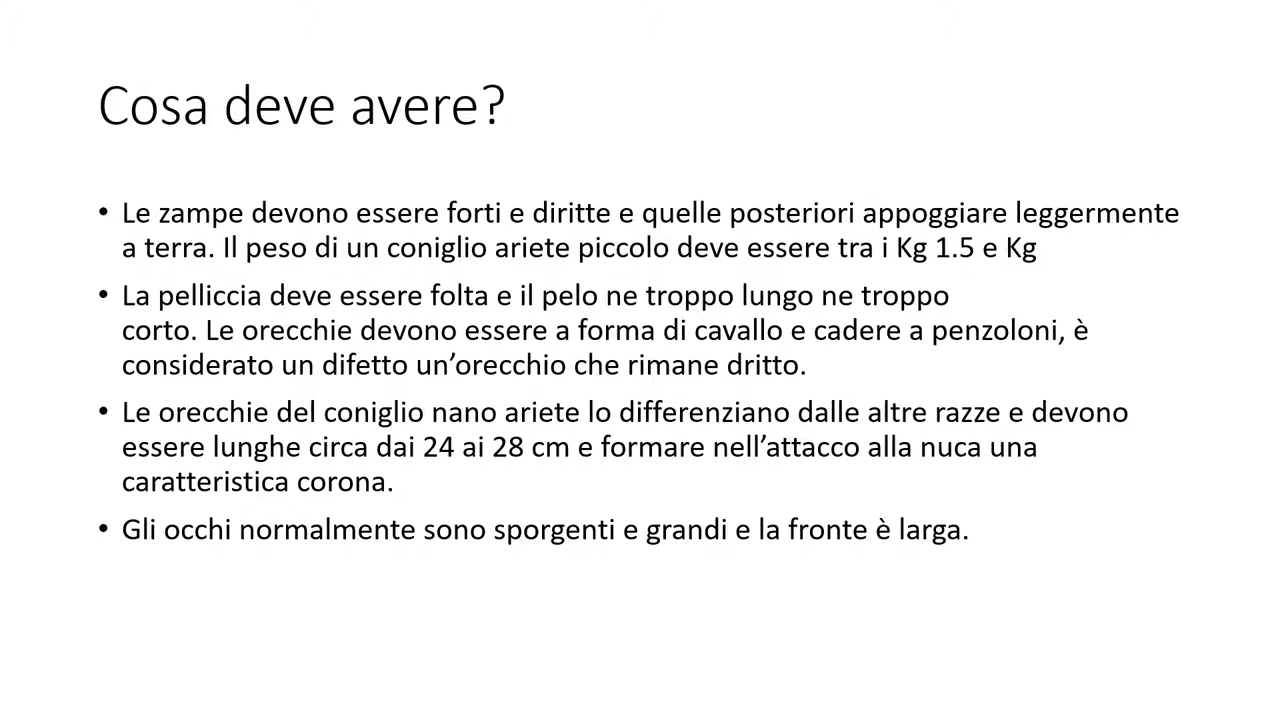 Cosa deve avere?
• Le zampe devono essere forti e diritte e quelle posteriori appoggiare leggermente
a terra. Il peso di un coniglio ariete piccolo deve essere tra i Kg 1.5 e Kg
• La pelliccia deve essere folta e il pelo ne troppo lungo ne troppo
corto. Le orecchie devono essere a forma di cavallo e cadere a penzoloni, è
considerato un difetto un’orecchio che rimane dritto.
• Le orecchie del coniglio nano ariete lo differenziano dalle altre razze e devono
essere lunghe circa dai 24 ai 28 cm e formare nell’attacco alla nuca una
caratteristica corona.
• Gli occhi normalmente sono sporgenti e grandi e la fronte è larga.